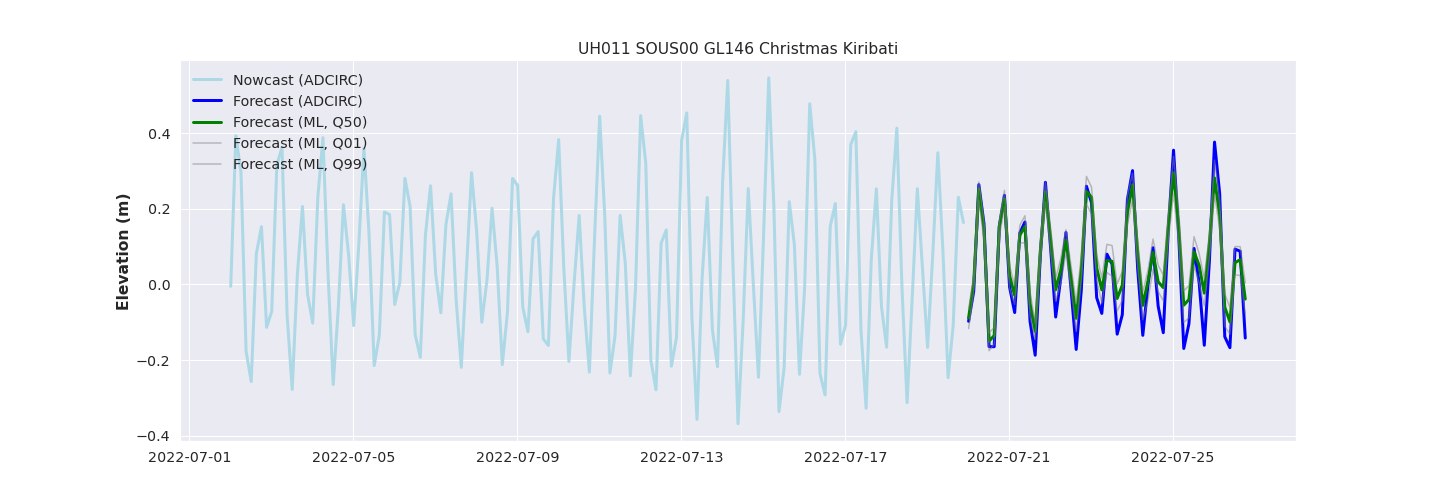 UH011 SOUS00 GL146 Christmas Kiribati
Nowcast (ADCIRC)
Forecast (ADCIRC)
Forecast (ML, Q50)
Forecast (ML, Q01)
Forecast (ML, Q99)
Elevation (m)
0.4
0.2
0.0
−0.2
−0.4
2022-07-01 2022-07-05 2022-07-09 2022-07-13 2022-07-17 2022-07-21 2022-07-25